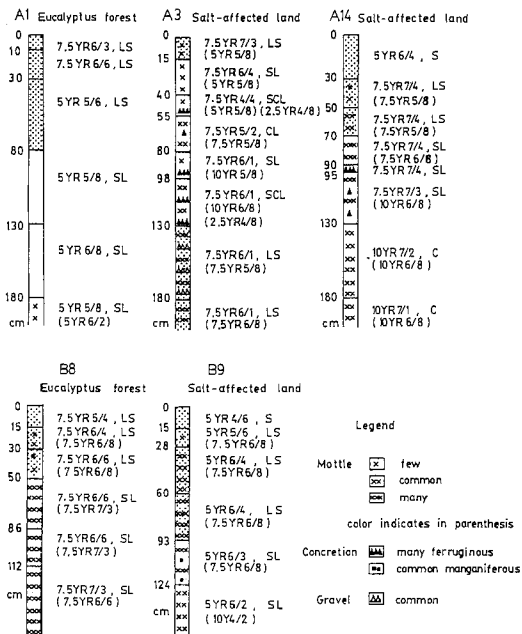 A1 Eucalyptus forest
0
7.5YR6/3, LS
10
7.5YR6/6, LS
30
5YR5/6, LS
80
5YR5/8, SL
130
5YR6/8, SL
180
5YR5/8, SL
cm
(5YR6/2)
A3 Salt-affected land
0
7.5YR7/3, LS
(5YR5/8)
15
7.5YR6/4, SL
(5YR5/8)
40
7.5YR4/4, SCL
(5YR5/8)(2.5YR4/8)
55
7.5YR5/2, CL
(7.5YR5/8)
80
7.5YR6/1, SL
(10YR5/8)
98
7.5YR6/1, SCL
(10YR6/8)
(2.5YR4/8)
130
7.5YR6/1, LS
(7.5YR5/8)
180
7.5YR6/1, LS
cm
(7.5YR6/8)
A14 Salt-affected land
0
5YR6/4, S
30
7.5YR7/4, LS
(7.5YR5/8)
50
7.5YR7/4, LS
(7.5YR5/8)
70
7.5YR7/4, SL
(7.5YR6/8)
90
7.5YR7/4, SL
95
7.5YR7/3, SL
(10YR6/8)
130
10YR7/2, C
(10YR6/8)
180
10YR7/1, C
cm
(10YR6/8)
B8
Eucalyptus forest
0
7.5YR5/4, LS
15
7.5YR6/4, LS
(7.5YR6/8)
30
7.5YR6/6, LS
(7.5YR6/8)
50
7.5YR6/6, SL
(7.5YR7/3)
86
7.5YR6/6, SL
(7.5YR7/3)
112
7.5YR7/3, SL
cm
(7.5YR6/6)
B9
Salt-affected land
0
5YR4/6, S
15
5YR5/6, LS
(7.5YR6/8)
28
5YR6/4, LS
(7.5YR6/8)
60
5YR6/4, LS
(7.5YR6/8)
93
5YR6/3, SL
(7.5YR6/8)
124
5YR6/2, SL
cm
(10Y4/2)
Legend
Mottle few
common
many
color indicates in parenthesis
Concretion many ferruginous
common manganiferous
Gravel common